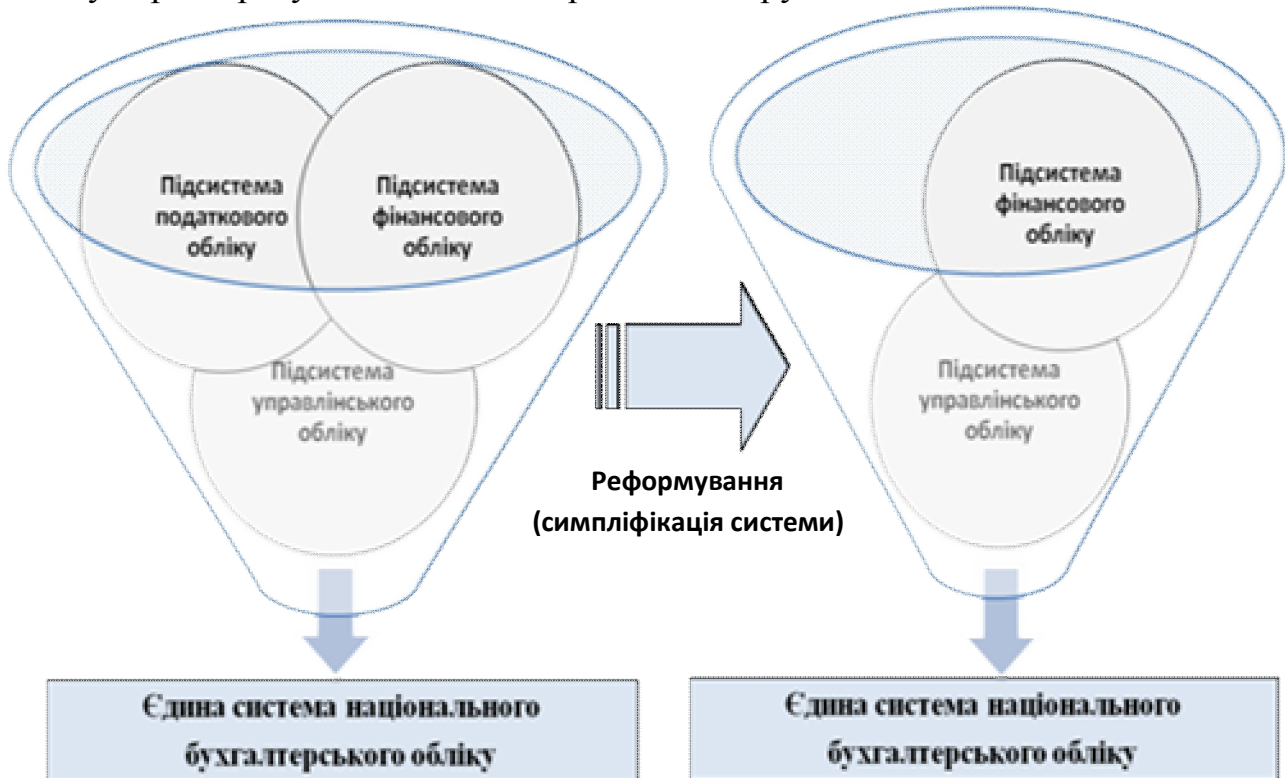 Підсистема
податкового
обліку
Підсистема
фінансового
обліку
Підсистема
управлінського
обліку
Реформування
(симпліфікація системи)
Підсистема
фінансового
обліку
Підсистема
управлінського
обліку
Єдина система національного
бухгалтерського обліку
Єдина система національного
бухгалтерського обліку